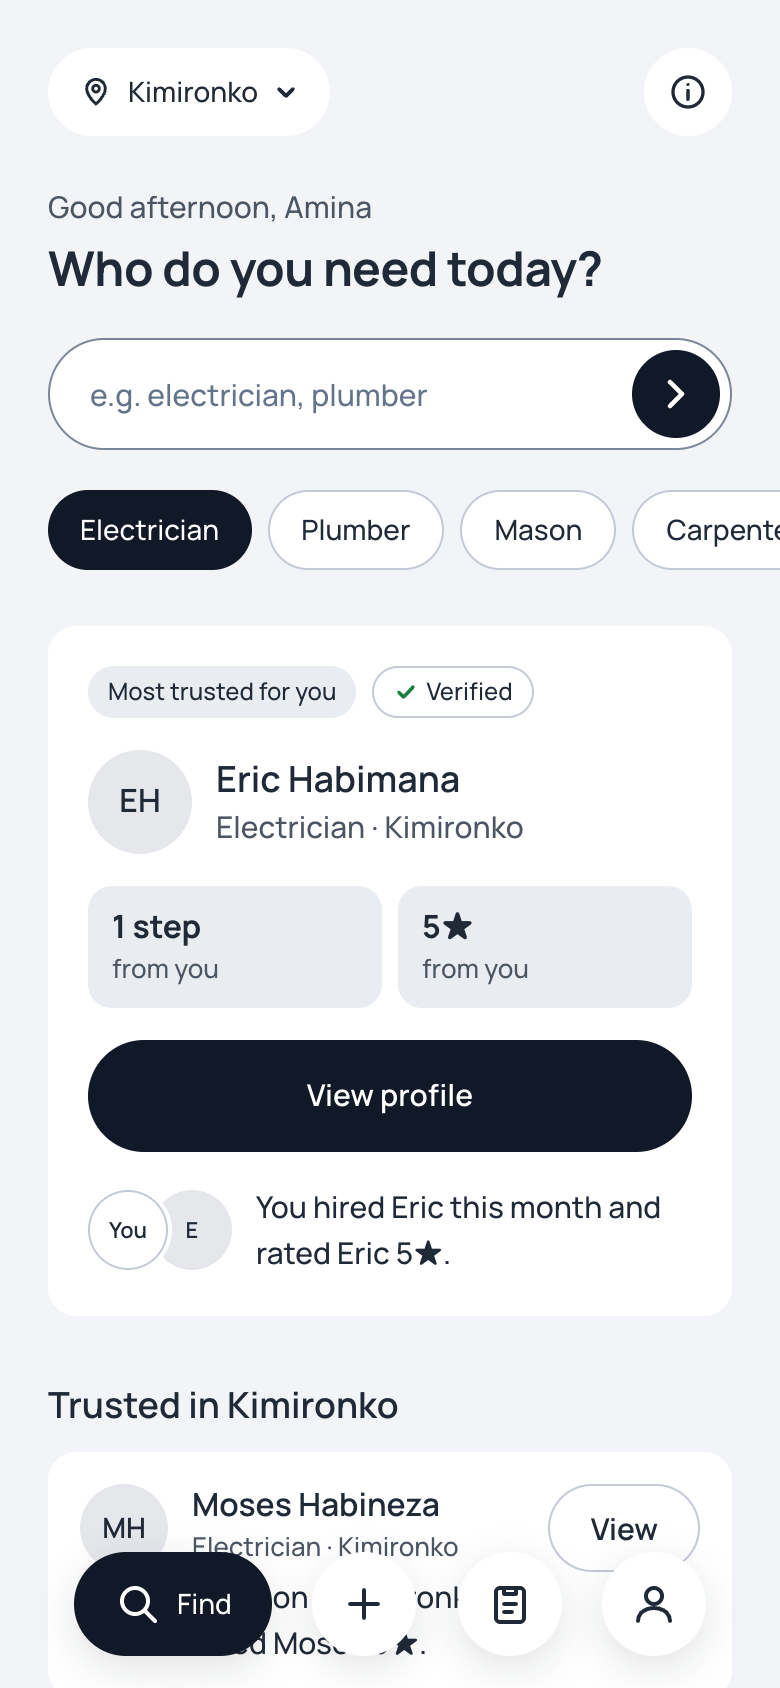 Kimironko
Good afternoon, Amina
Who do you need today?
e.g. electrician, plumber
Electrician
Plumber
Mason
Carpente
Most trusted for you
Verified
EH
Eric Habimana
Electrician · Kimironko
1 step
from you
5★
from you
View profile
You
E
You hired Eric this month and
rated Eric 5★.
Trusted in Kimironko
MH
Moses Habineza
Electrician · Kimironko
View
Find